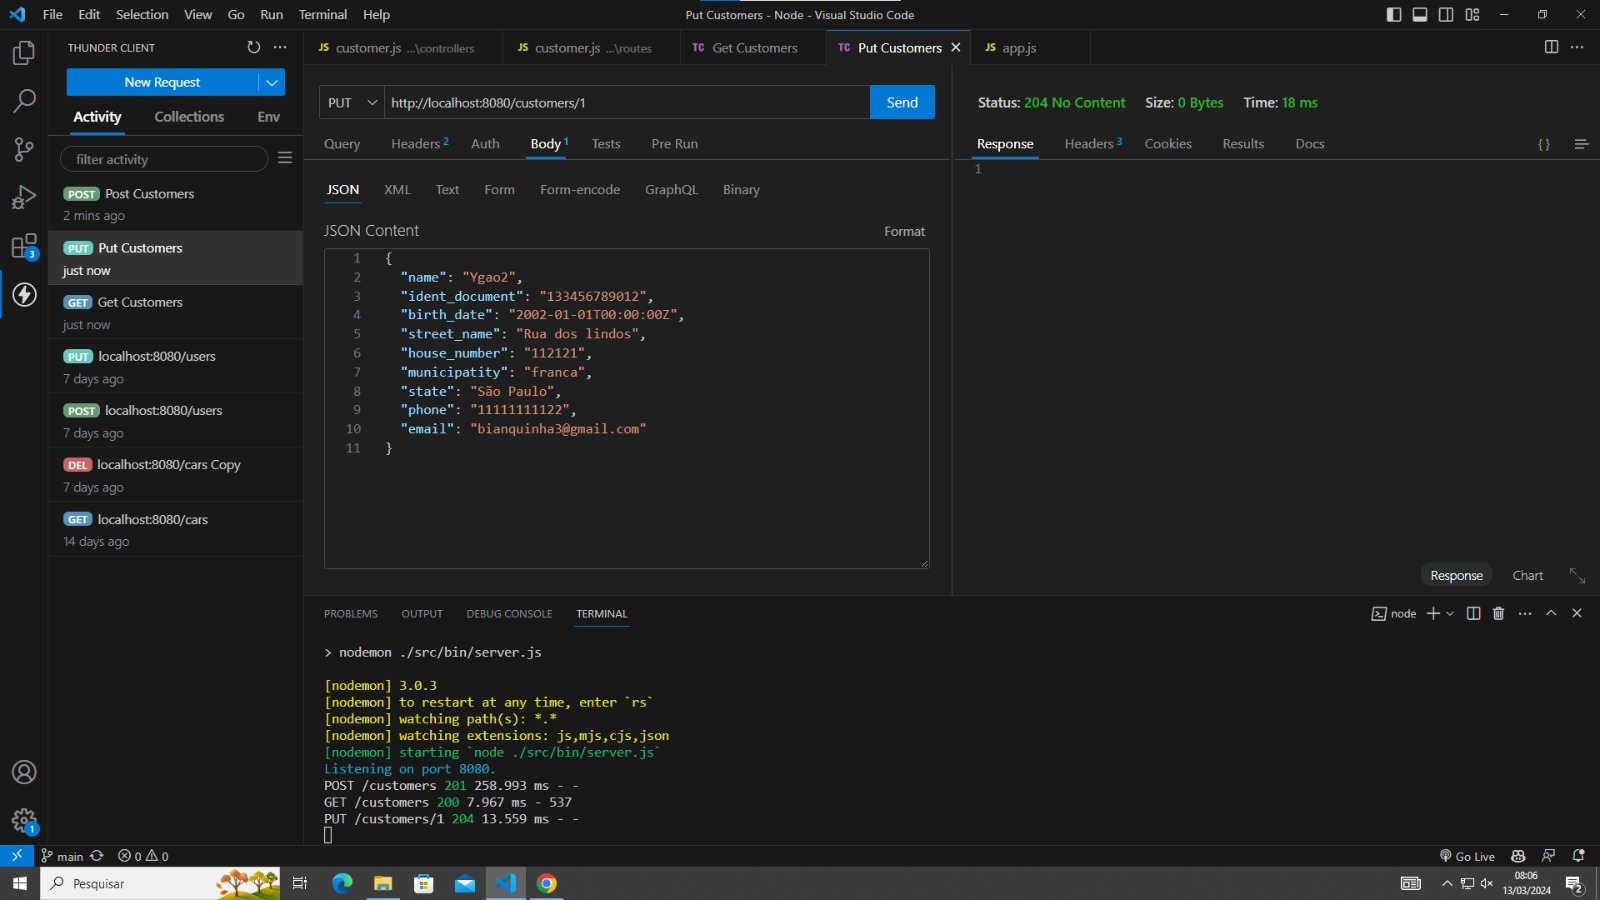 File Edit Selection View Go Run Terminal Help
Put Customers - Node - Visual Studio Code
THUNDER CLIENT
New Request
Activity Collections Env
filter activity
POST Post Customers
2 mins ago
PUT Put Customers
just now
GET Get Customers
just now
PUT localhost:8080/users
7 days ago
POST localhost:8080/users
7 days ago
DEL localhost:8080/cars Copy
7 days ago
GET localhost:8080/cars
14 days ago
3
1
JS customer.js ...\controllers JS customer.js ...\routes TC Get Customers TC Put Customers JS app.js
PUT http://localhost:8080/customers/1 Send
Query Headers 2 Auth Body 1 Tests Pre Run
JSON XML Text Form Form-encode GraphQL Binary
JSON Content Format
1 {
2 "name": "Ygao2",
3 "ident_document": "133456789012",
4 "birth_date": "2002-01-01T00:00:00Z",
5 "street_name": "Rua dos lindos",
6 "house_number": "112121",
7 "municipatity": "franca",
8 "state": "São Paulo",
9 "phone": "11111111122",
10 "email": "bianquinha3@gmail.com"
11 }
Status: 204 No Content Size: 0 Bytes Time: 18 ms
Response Headers 3 Cookies Results Docs { }
1
Response Chart
PROBLEMS OUTPUT DEBUG CONSOLE TERMINAL
node
> nodemon ./src/bin/server.js
[nodemon] 3.0.3
[nodemon] to restart at any time, enter `rs`
[nodemon] watching path(s): *.*
[nodemon] watching extensions: js,mjs,cjs,json
[nodemon] starting `node ./src/bin/server.js`
Listening on port 8080.
POST /customers 201 258.993 ms - -
GET /customers 200 7.967 ms - 537
PUT /customers/1 204 13.559 ms - -
main 0 0
Go Live
Pesquisar
08:06
13/03/2024
2